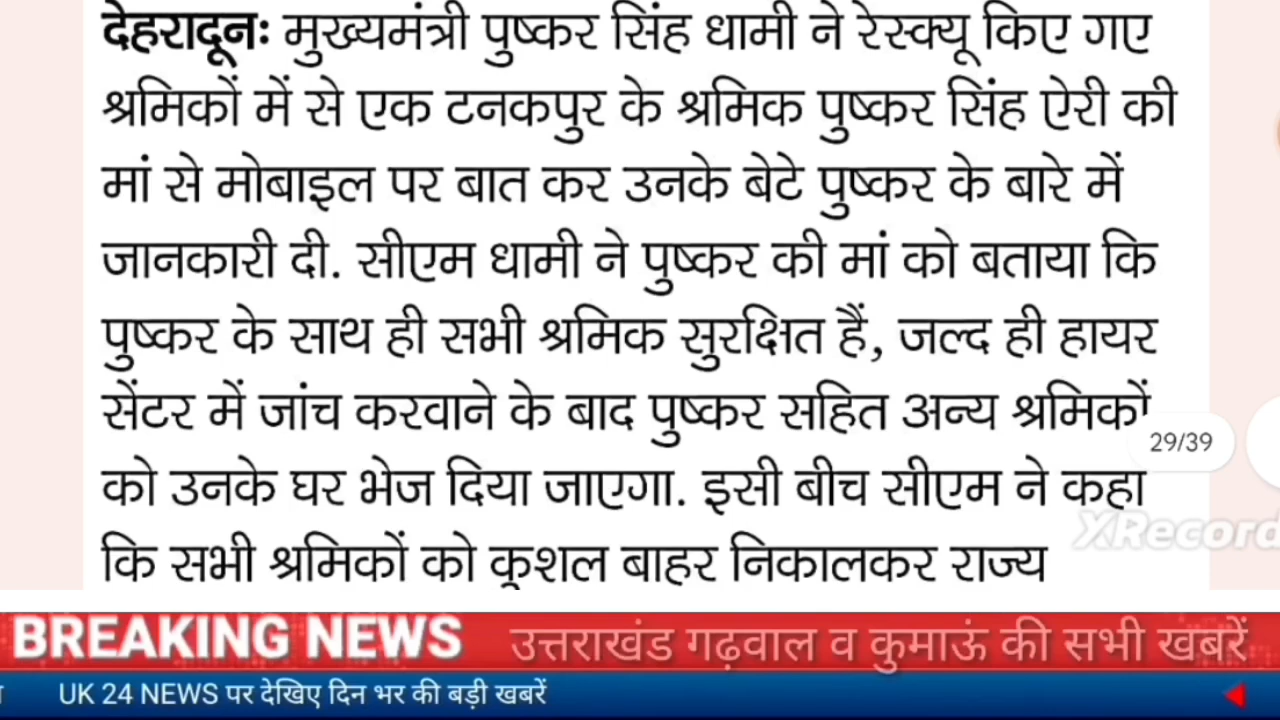 देहरादूनः मुख्यमंत्री पुष्कर सिंह धामी ने रेस्क्यू किए गए
श्रमिकों में से एक टनकपुर के श्रमिक पुष्कर सिंह ऐरी की
मां से मोबाइल पर बात कर उनके बेटे पुष्कर के बारे में
जानकारी दी. सीएम धामी ने पुष्कर की मां को बताया कि
पुष्कर के साथ ही सभी श्रमिक सुरक्षित हैं, जल्द ही हायर
सेंटर में जांच करवाने के बाद पुष्कर सहित अन्य श्रमिकों
29/39
को उनके घर भेज दिया जाएगा. इसी बीच सीएम ने कहा
XRecord
कि सभी श्रमिकों को कुशल बाहर निकालकर राज्य
BREAKING NEWS उत्तराखंड गढ़वाल व कुमाऊं की सभी खबरें
UK 24 NEWS पर देखिए दिन भर की बड़ी खबरें